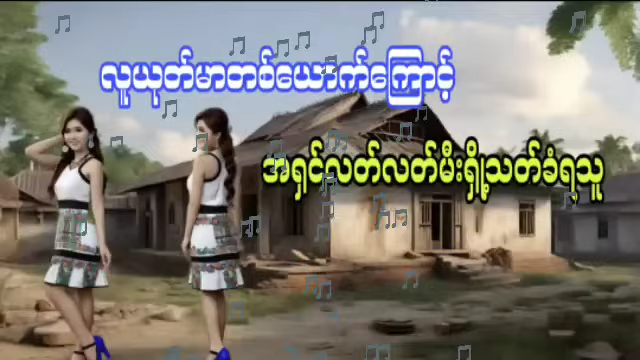 လူယုတ်မာတစ်ယောက်ကြောင့်
အရှင်လတ်လတ်မီးရှို့သတ်ခံရသူ